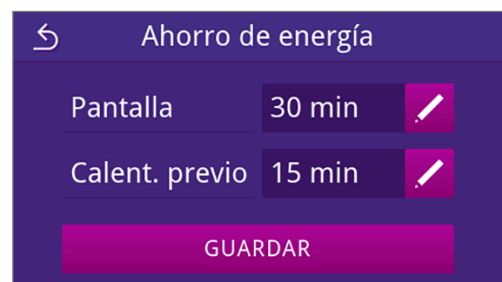 Ahorro de energía
Pantalla 30 min
Calent. previo 15 min
GUARDAR